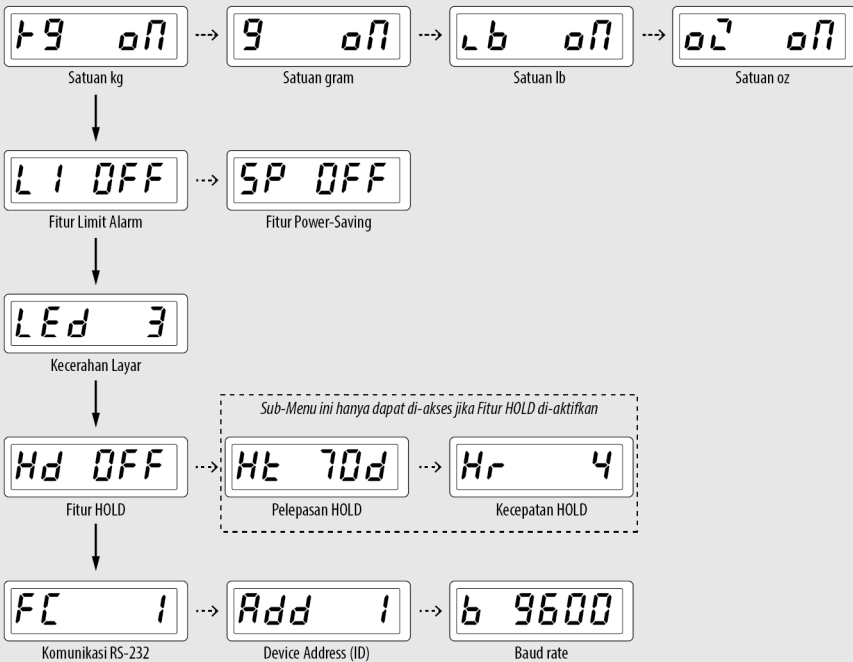 kg on
g on
Lb on
oZ on
Satuan kg
Satuan gram
Satuan lb
Satuan oz
L1 OFF
SP OFF
Fitur Limit Alarm
Fitur Power-Saving
LEd 3
Kecerahan Layar
Sub-Menu ini hanya dapat di-akses jika Fitur HOLD di-aktifkan
Hd OFF
Ht 70d
Hr 4
Fitur HOLD
Pelepasan HOLD
Kecepatan HOLD
FC 1
Add 1
b 9600
Komunikasi RS-232
Device Address (ID)
Baud rate